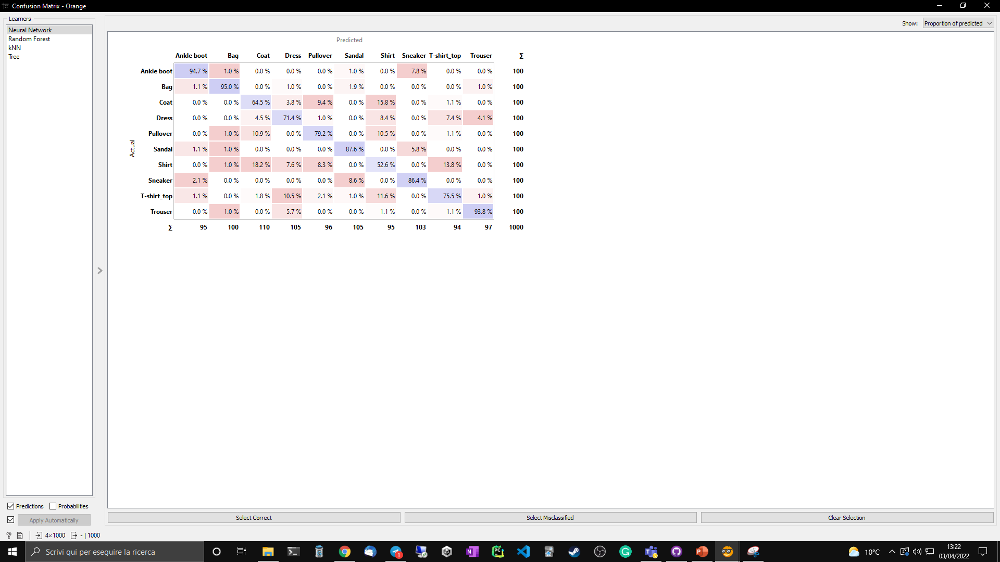 Confusion Matrix - Orange
Learners
Neural Network
Random Forest
kNN
Tree
Show: Proportion of predicted
Predicted
Ankle boot Bag Coat Dress Pullover Sandal Shirt Sneaker T-shirt_top Trouser Σ
Ankle boot 94.7 % 1.0 % 0.0 % 0.0 % 0.0 % 1.0 % 0.0 % 7.8 % 0.0 % 0.0 % 100
Bag 1.1 % 95.0 % 0.0 % 1.0 % 0.0 % 1.9 % 0.0 % 0.0 % 0.0 % 1.0 % 100
Coat 0.0 % 0.0 % 64.5 % 3.8 % 9.4 % 0.0 % 15.8 % 0.0 % 1.1 % 0.0 % 100
Dress 0.0 % 0.0 % 4.5 % 71.4 % 1.0 % 0.0 % 8.4 % 0.0 % 7.4 % 4.1 % 100
Pullover 0.0 % 1.0 % 10.9 % 0.0 % 79.2 % 0.0 % 10.5 % 0.0 % 1.1 % 0.0 % 100
Actual
Sandal 1.1 % 1.0 % 0.0 % 0.0 % 0.0 % 87.6 % 0.0 % 5.8 % 0.0 % 0.0 % 100
Shirt 0.0 % 1.0 % 18.2 % 7.6 % 8.3 % 0.0 % 52.6 % 0.0 % 13.8 % 0.0 % 100
Sneaker 2.1 % 0.0 % 0.0 % 0.0 % 0.0 % 8.6 % 0.0 % 86.4 % 0.0 % 0.0 % 100
T-shirt_top 1.1 % 0.0 % 1.8 % 10.5 % 2.1 % 1.0 % 11.6 % 0.0 % 75.5 % 1.0 % 100
Trouser 0.0 % 1.0 % 0.0 % 5.7 % 0.0 % 0.0 % 1.1 % 0.0 % 1.1 % 93.8 % 100
Σ 95 100 110 105 96 105 95 103 94 97 1000
Predictions Probabilities
Apply Automatically
Select Correct Select Misclassified Clear Selection
? 4×1000 - | 1000
Scrivi qui per eseguire la ricerca
1
10°C
13:22
03/04/2022